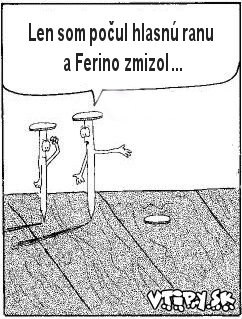 Len som počul hlasnú ranu
a Ferino zmizol ...
VTIPY.SK